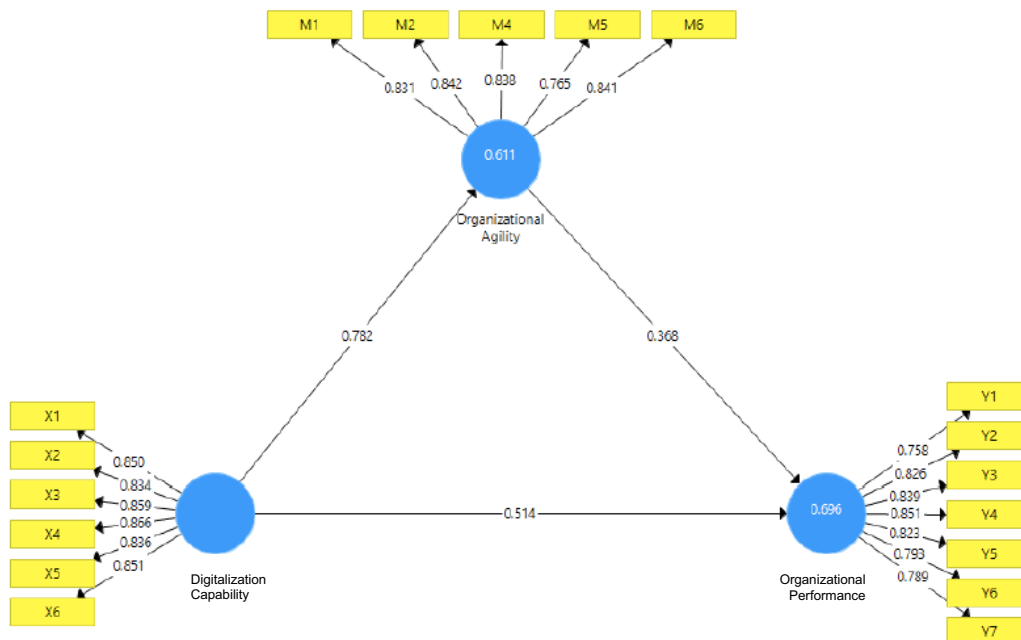 M1
M2
M4
M5
M6
0.831
0.842
0.838
0.765
0.841
0.611
Organizational
Agility
0.782
0.368
X1
X2
X3
X4
X5
X6
0.850
0.834
0.859
0.866
0.836
0.851
Digitalization
Capability
0.514
0.696
Organizational
Performance
0.758
0.826
0.839
0.851
0.823
0.793
0.789
Y1
Y2
Y3
Y4
Y5
Y6
Y7